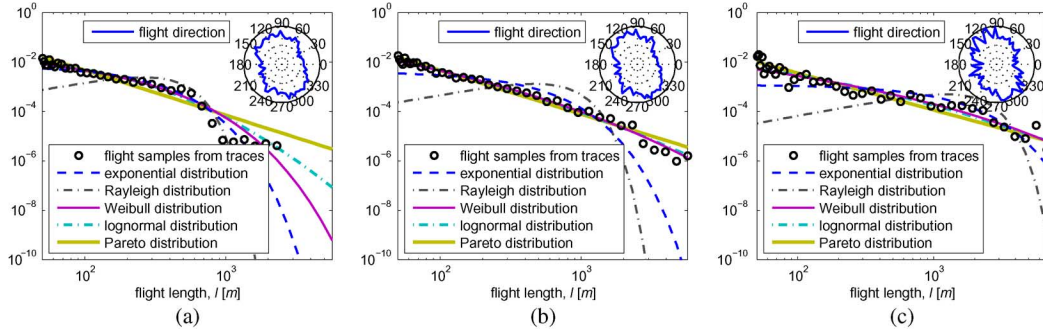 10^0
10^-2
10^-4
10^-6
10^-8
10^-10
flight direction
90
120 60
150 30
180 0
210 330
240 300
270
flight samples from traces
exponential distribution
Rayleigh distribution
Weibull distribution
lognormal distribution
Pareto distribution
10^2 10^3
flight length, l [m]
(a)
10^0
10^-2
10^-4
10^-6
10^-8
10^-10
flight direction
90
120 60
150 30
180 0
210 330
240 300
270
flight samples from traces
exponential distribution
Rayleigh distribution
Weibull distribution
lognormal distribution
Pareto distribution
10^2 10^3
flight length, l [m]
(b)
10^0
10^-2
10^-4
10^-6
10^-8
10^-10
flight direction
90
120 60
150 30
180 0
210 330
240 300
270
flight samples from traces
exponential distribution
Rayleigh distribution
Weibull distribution
lognormal distribution
Pareto distribution
10^2 10^3
flight length, l [m]
(c)